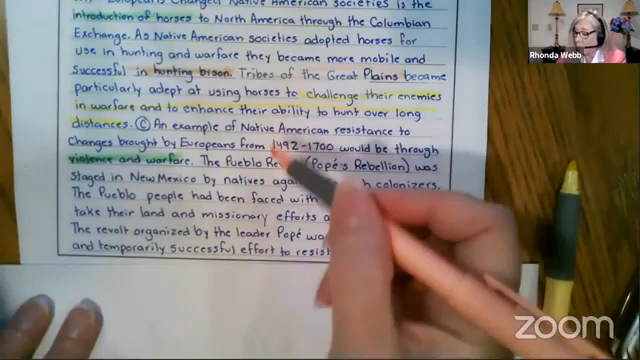 Europeans changed Native American societies is the
introduction of horses to North America through the Columbian
Exchange. As Native American societies adopted horses for
use in hunting and warfare they became more mobile and
successful in hunting bison. Tribes of the Great Plains became
particularly adept at using horses to challenge their enemies
in warfare and to enhance their ability to hunt over long
distances. C An example of Native American resistance to
changes brought by Europeans from 1492-1700 would be through
violence and warfare. The Pueblo Re (Popé's Rebellion) was
staged in New Mexico by natives colonizers.
The Pueblo people had been faced with
take their land and missionary efforts
The revolt organized by the leader Popé
and temporarily successful effort to resist
Rhonda Webb
zoom